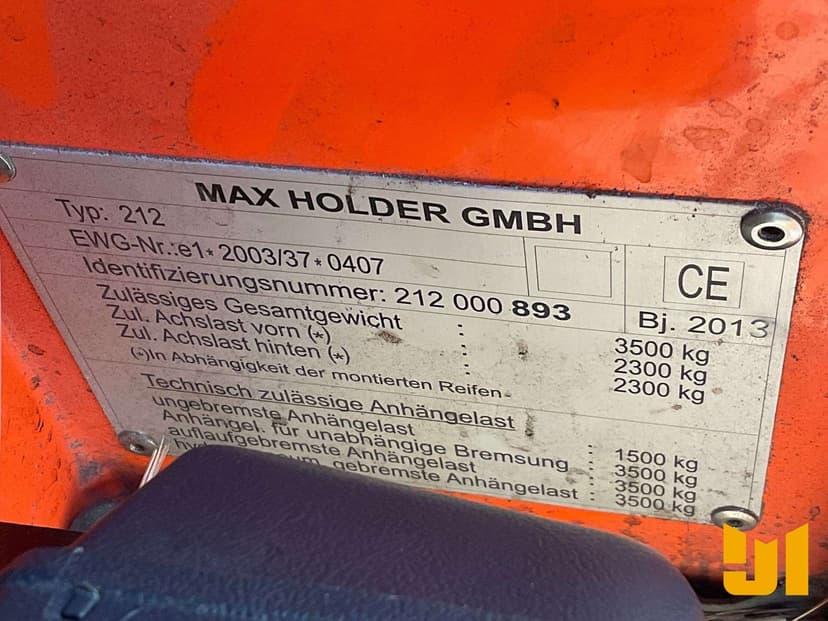 MAX HOLDER GMBH
Typ: 212
EWG-Nr.:e1*2003/37*0407
CE
Identifizierungsnummer: 212 000 893
Bj. 2013
Zulässiges Gesamtgewicht : 3500 kg
Zul. Achslast vorn (*) : 2300 kg
Zul. Achslast hinten (*) : 2300 kg
(*)In Abhängigkeit der montierten Reifen
Technisch zulässige Anhängelast
ungebremste Anhängelast : 1500 kg
Anhängel. für unabhängige Bremsung : 3500 kg
auflaufgebremste Anhängelast : 3500 kg
gebremste Anhängelast : 3500 kg